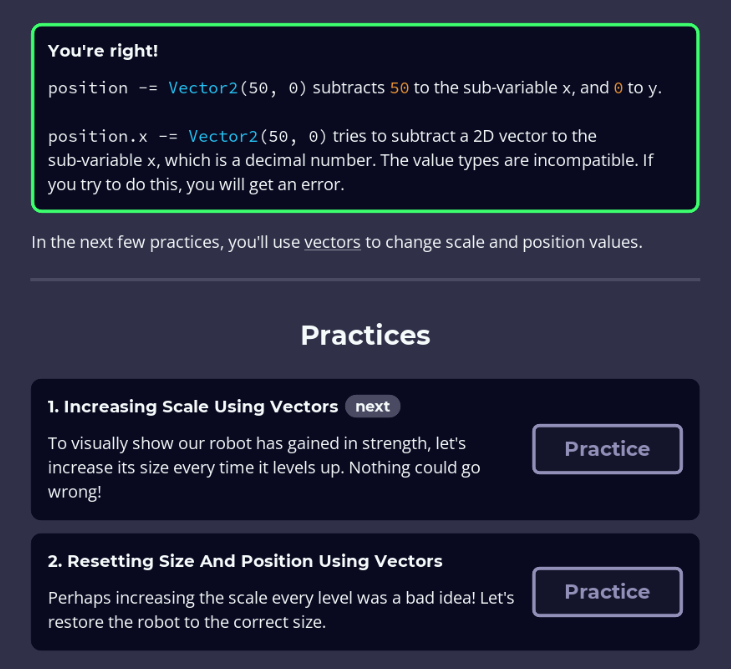 You're right!
position -= Vector2(50, 0) subtracts 50 to the sub-variable x, and 0 to y.
position.x -= Vector2(50, 0) tries to subtract a 2D vector to the
sub-variable x, which is a decimal number. The value types are incompatible. If
you try to do this, you will get an error.
In the next few practices, you'll use vectors to change scale and position values.
Practices
1. Increasing Scale Using Vectors next
To visually show our robot has gained in strength, let's
increase its size every time it levels up. Nothing could go
wrong!
Practice
2. Resetting Size And Position Using Vectors
Perhaps increasing the scale every level was a bad idea! Let's
restore the robot to the correct size.
Practice